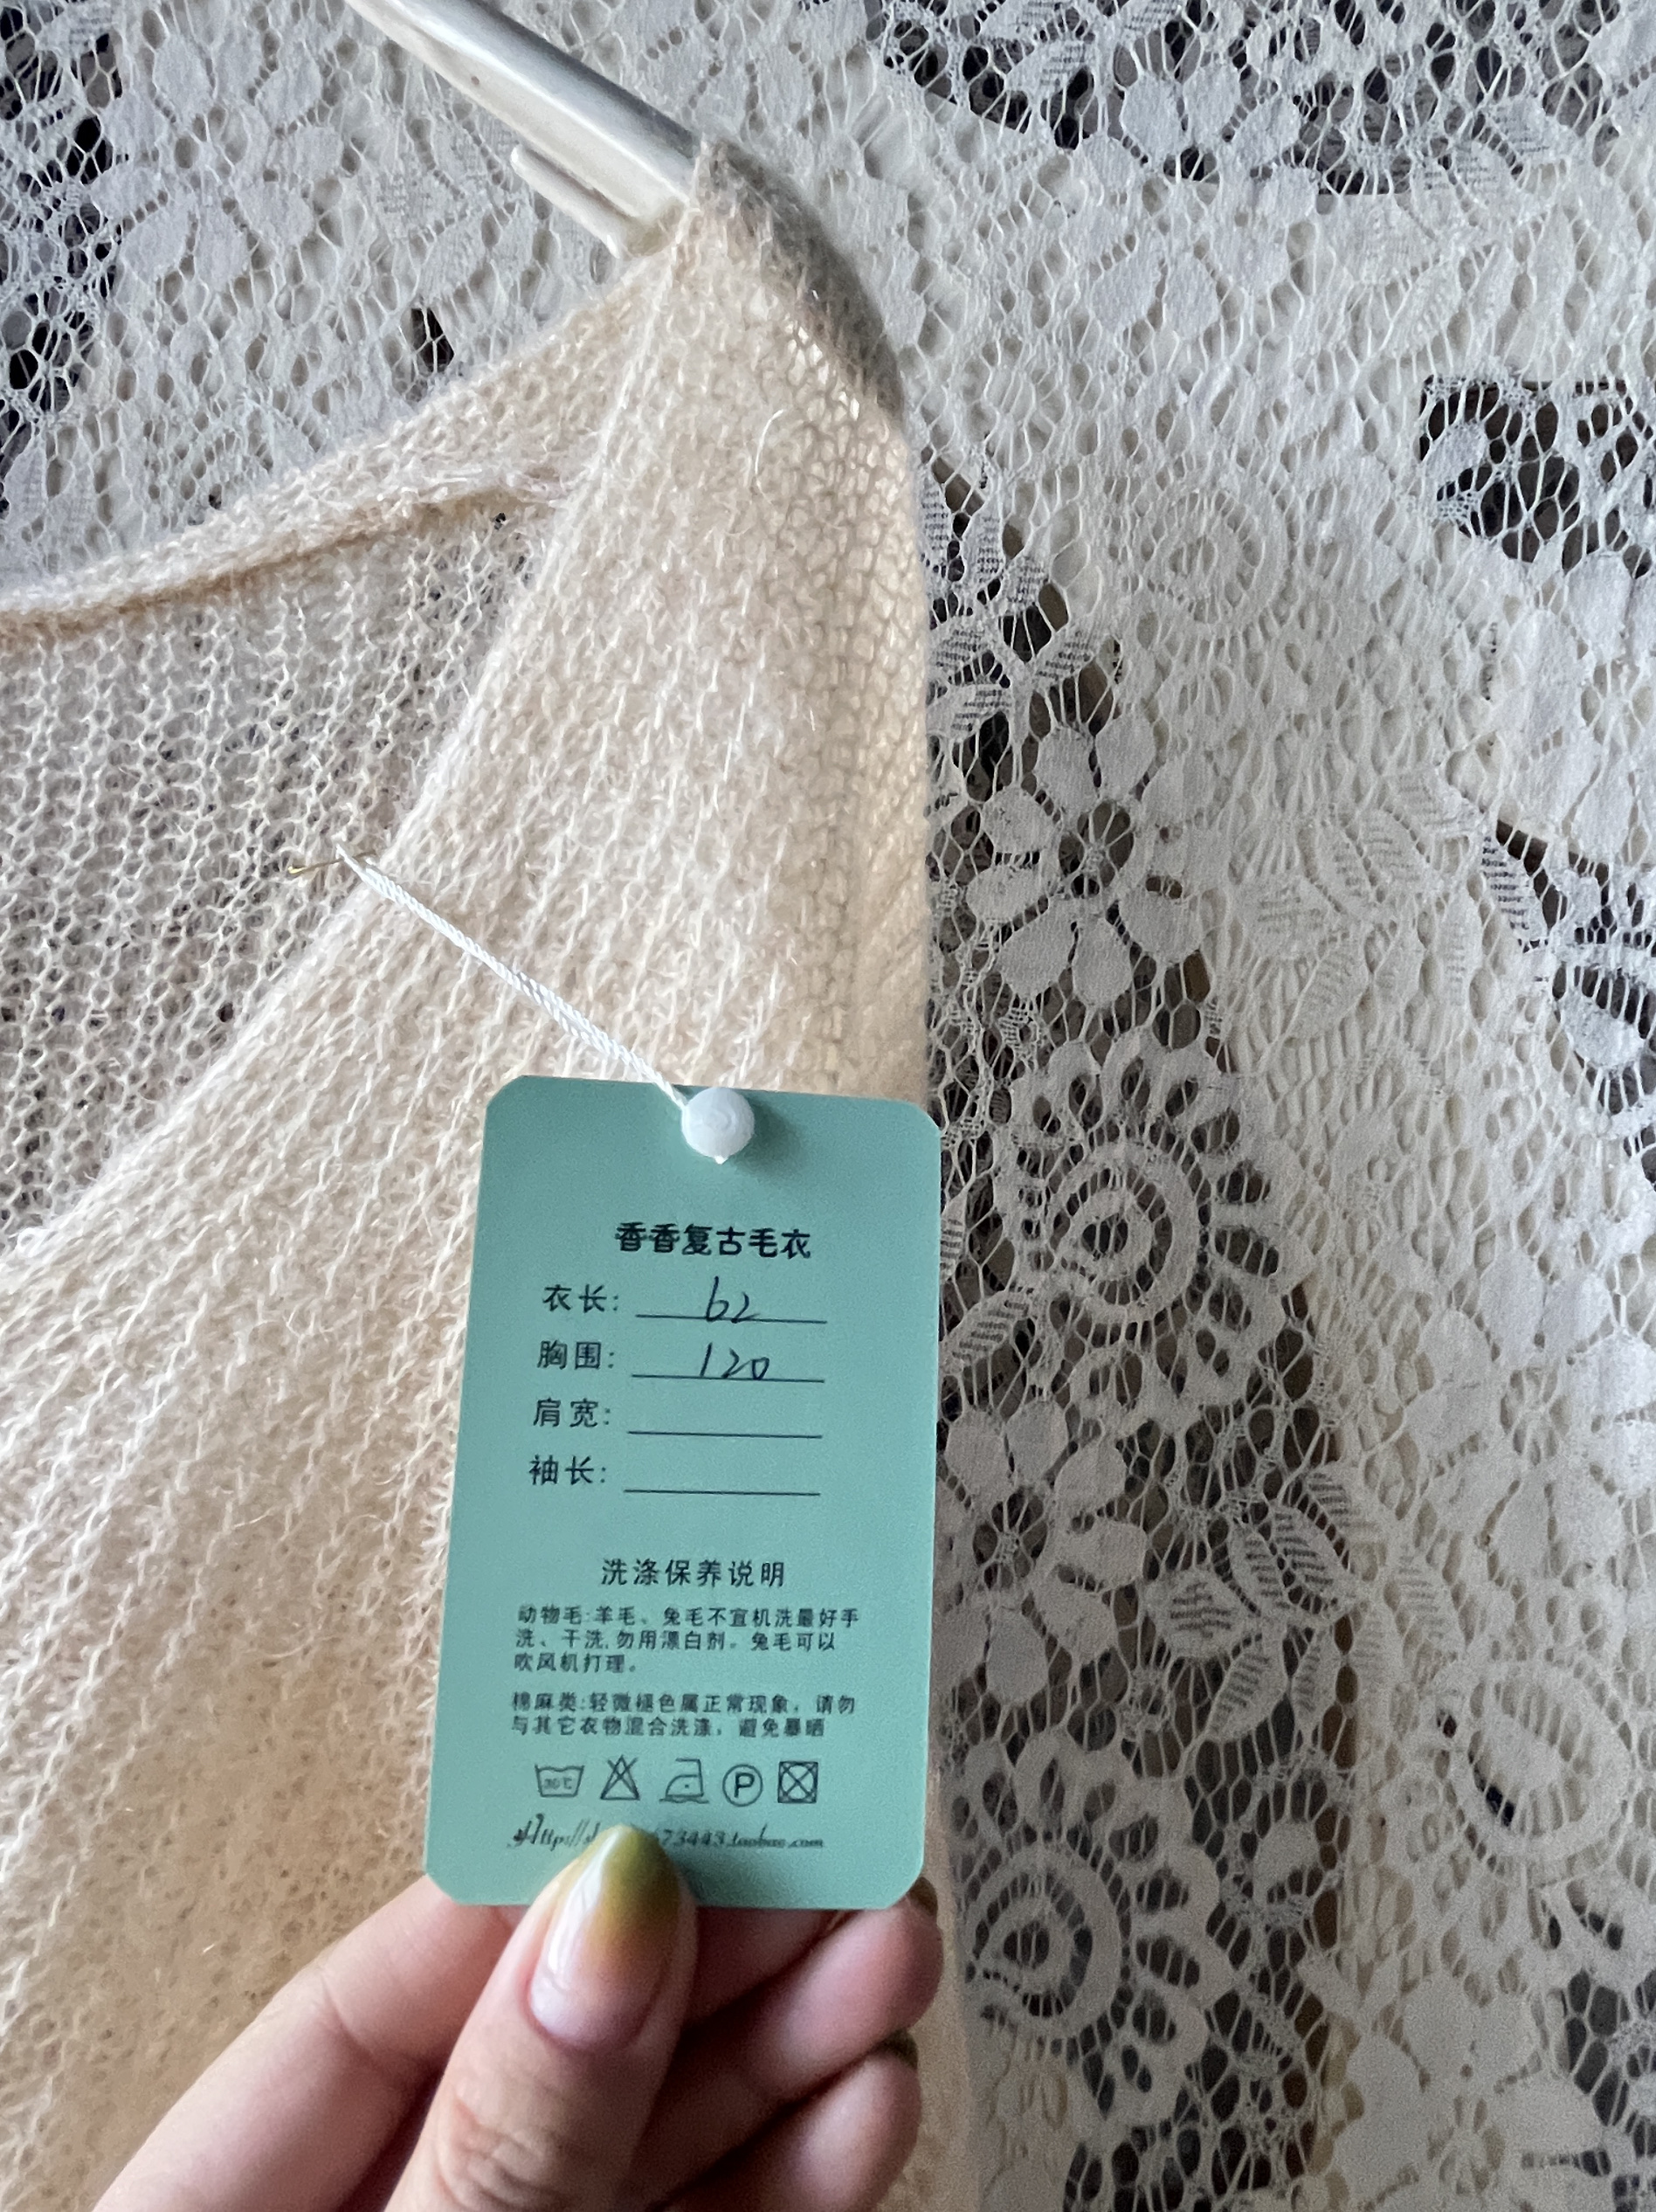 香香复古毛衣
衣长: 62
胸围: 120
肩宽:
袖长:
洗涤保养说明
动物毛:羊毛、兔毛不宜机洗最好手
洗、干洗,勿用漂白剂。兔毛可以
吹风机打理。
棉麻类:轻微褪色属正常现象，请勿
与其它衣物混合洗涤，避免暴晒
30℃ P
673443.taobao.com